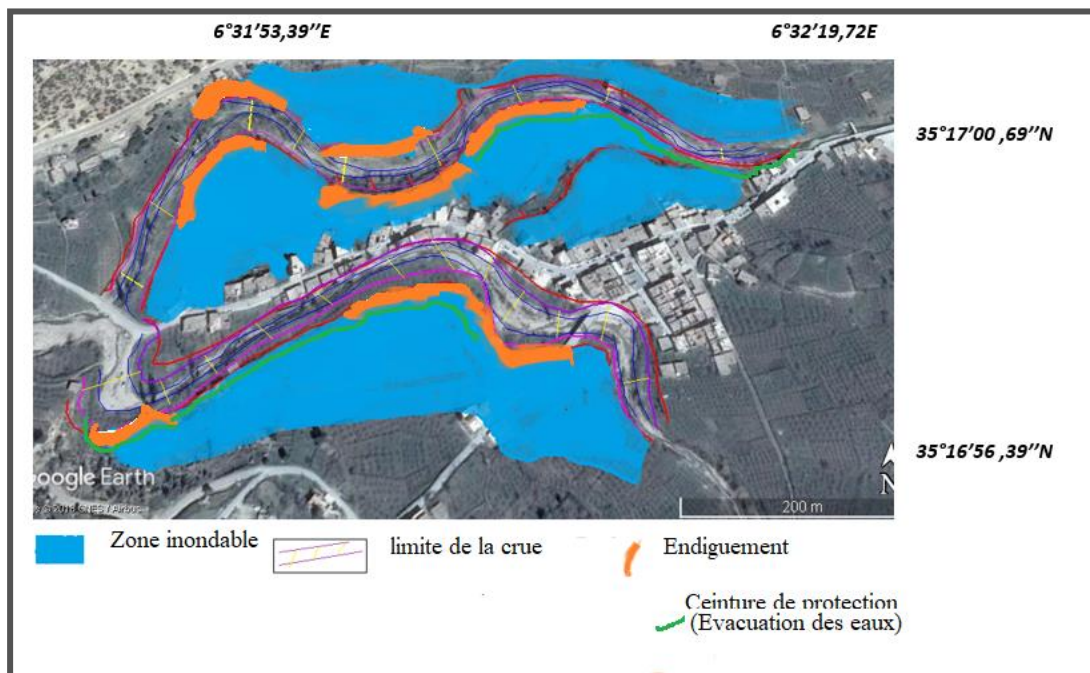 6°31'53,39’’E 6°32'19,72E
35°17'00 ,69’’N
35°16'56 ,39’’N
oogle Earth
N
200 m
Zone inondable limite de la crue Endiguement
Ceinture de protection
(Evacuation des eaux)